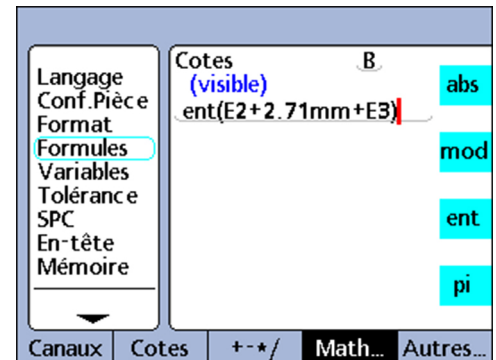 Langage
Conf.Pièce
Format
Formules
Variables
Tolérance
SPC
En-tête
Mémoire
Cotes B
(visible)
ent(E2+2.71mm+E3)
abs
mod
ent
pi
Canaux Cotes +-*/ Math... Autres...